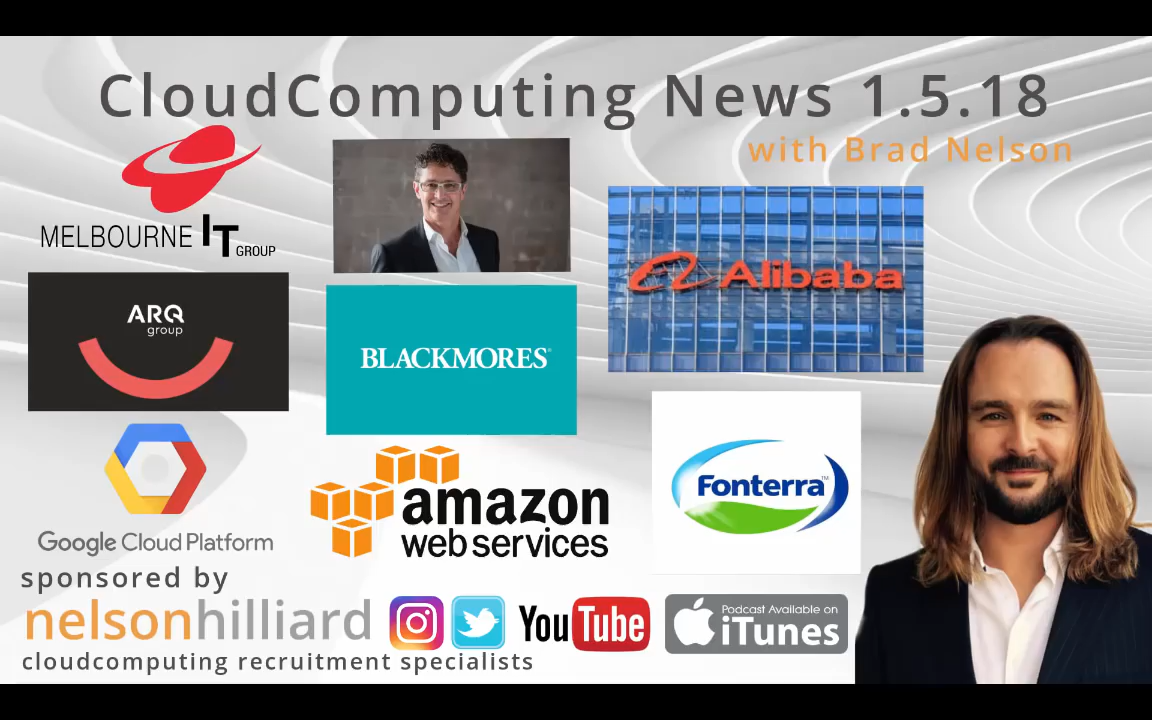 CloudComputing News 1.5.18
with Brad Nelson
MELBOURNE IT GROUP
Alibaba
ARQ
group
BLACKMORES®
Fonterra™
Google Cloud Platform
amazon
web services
sponsored by
nelsonhilliard
YouTube
Podcast Available on
iTunes
cloudcomputing recruitment specialists